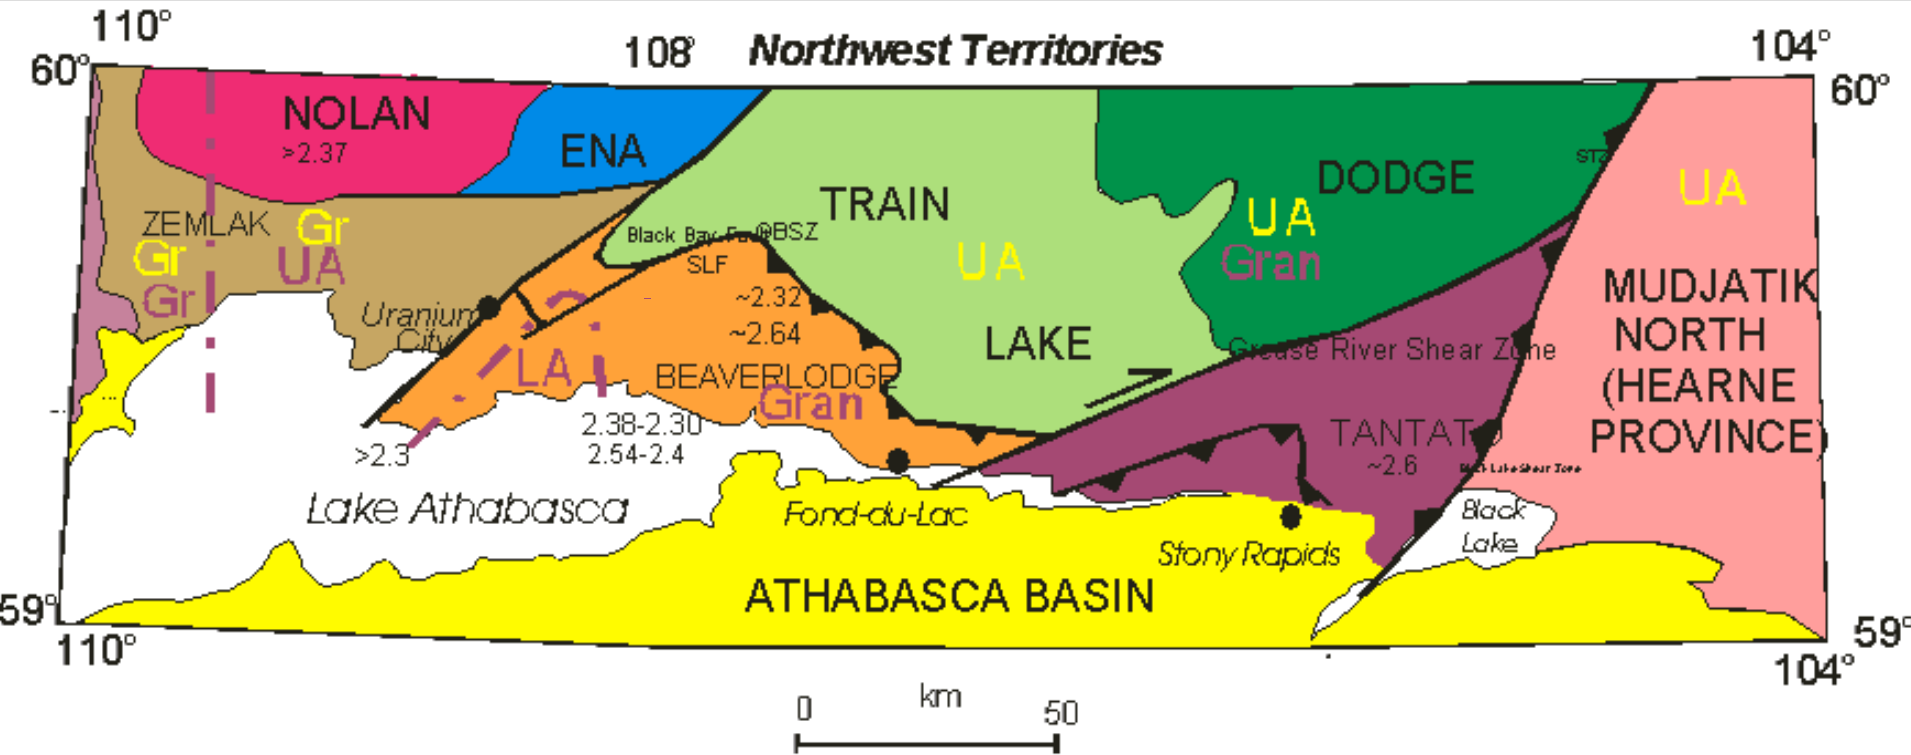 110°
108°
Northwest Territories
104°
60°
60°
NOLAN
>2.37
ENA
TRAIN
UA
LAKE
DODGE
UA
Gran
STZ
UA
ZEMLAK
Gr
Gr
UA
Gr
Black Bay
BSZ
SLF
~2.32
~2.64
Uranium
City
LA
BEAVERLODGE
Gran
Grease River Shear Zone
MUDJATIK
NORTH
(HEARNE
PROVINCE)
TANTATO
~2.6
Black Lake Shear Zone
>2.3
2.38-2.30
2.54-2.4
Lake Athabasca
Fond-du-Lac
Stony Rapids
Black
Lake
ATHABASCA BASIN
59°
59°
110°
104°
km
0
50